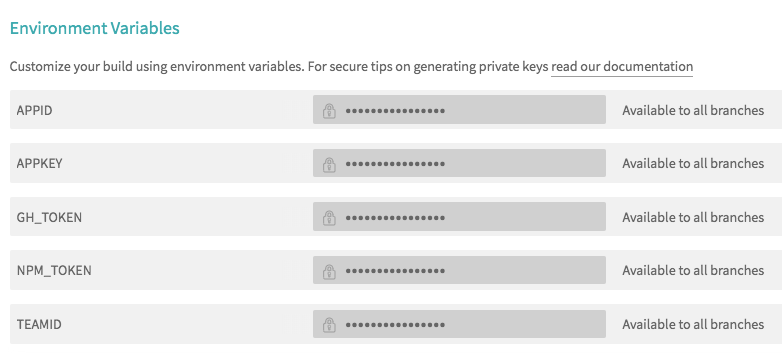 Environment Variables
Customize your build using environment variables. For secure tips on generating private keys read our documentation
APPID •••••••••••••••• Available to all branches
APPKEY •••••••••••••••• Available to all branches
GH_TOKEN •••••••••••••••• Available to all branches
NPM_TOKEN •••••••••••••••• Available to all branches
TEAMID •••••••••••••••• Available to all branches